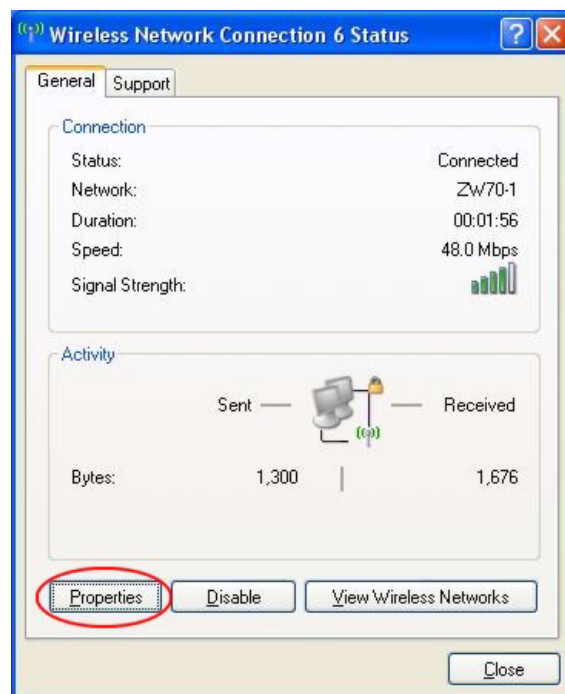 Wireless Network Connection 6 Status
General Support
Connection
Status: Connected
Network: ZW70-1
Duration: 00:01:56
Speed: 48.0 Mbps
Signal Strength:
Activity
Sent Received
Bytes: 1,300 1,676
Properties Disable View Wireless Networks
Close